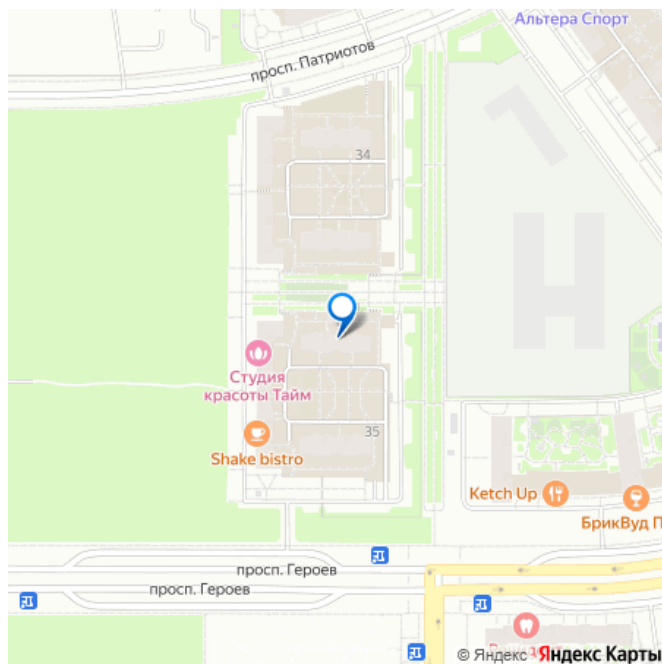 Альтера Спорт
просп. Патриотов
34
Студия
красоты Тайм
35
Shake bistro
Ketch Up
БрикВуд П
просп. Героев
просп. Героев
© Яндекс Яндекс Карты